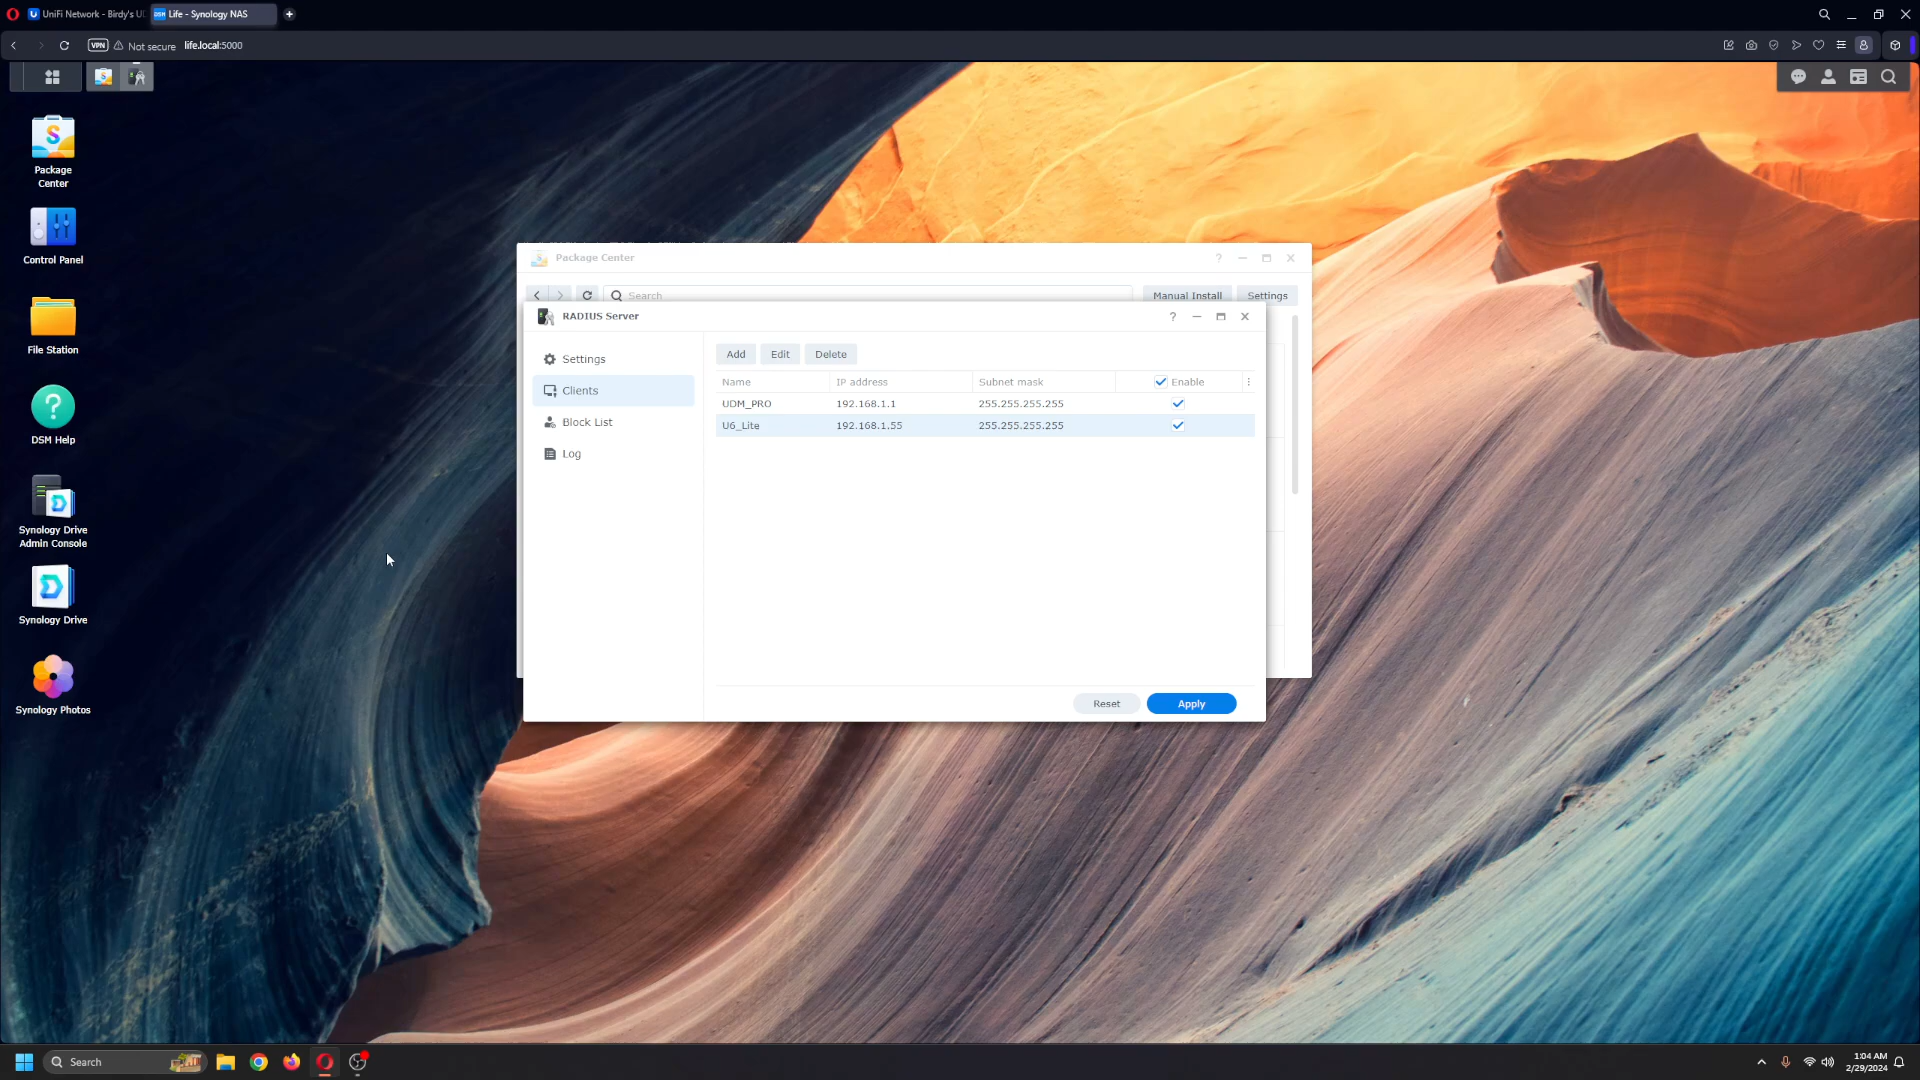 UniFi Network - Birdy's U
Life - Synology NAS
VPN
Not secure
life.local:5000
Package
Center
Control Panel
File Station
DSM Help
Synology Drive
Admin Console
Synology Drive
Synology Photos
Package Center
Search
Manual Install
Settings
RADIUS Server
Settings
Clients
Block List
Log
Add
Edit
Delete
Name
IP address
Subnet mask
Enable
UDM_PRO
192.168.1.1
255.255.255.255
U6_Lite
192.168.1.55
255.255.255.255
Reset
Apply
Search
1:04 AM
2/29/2024